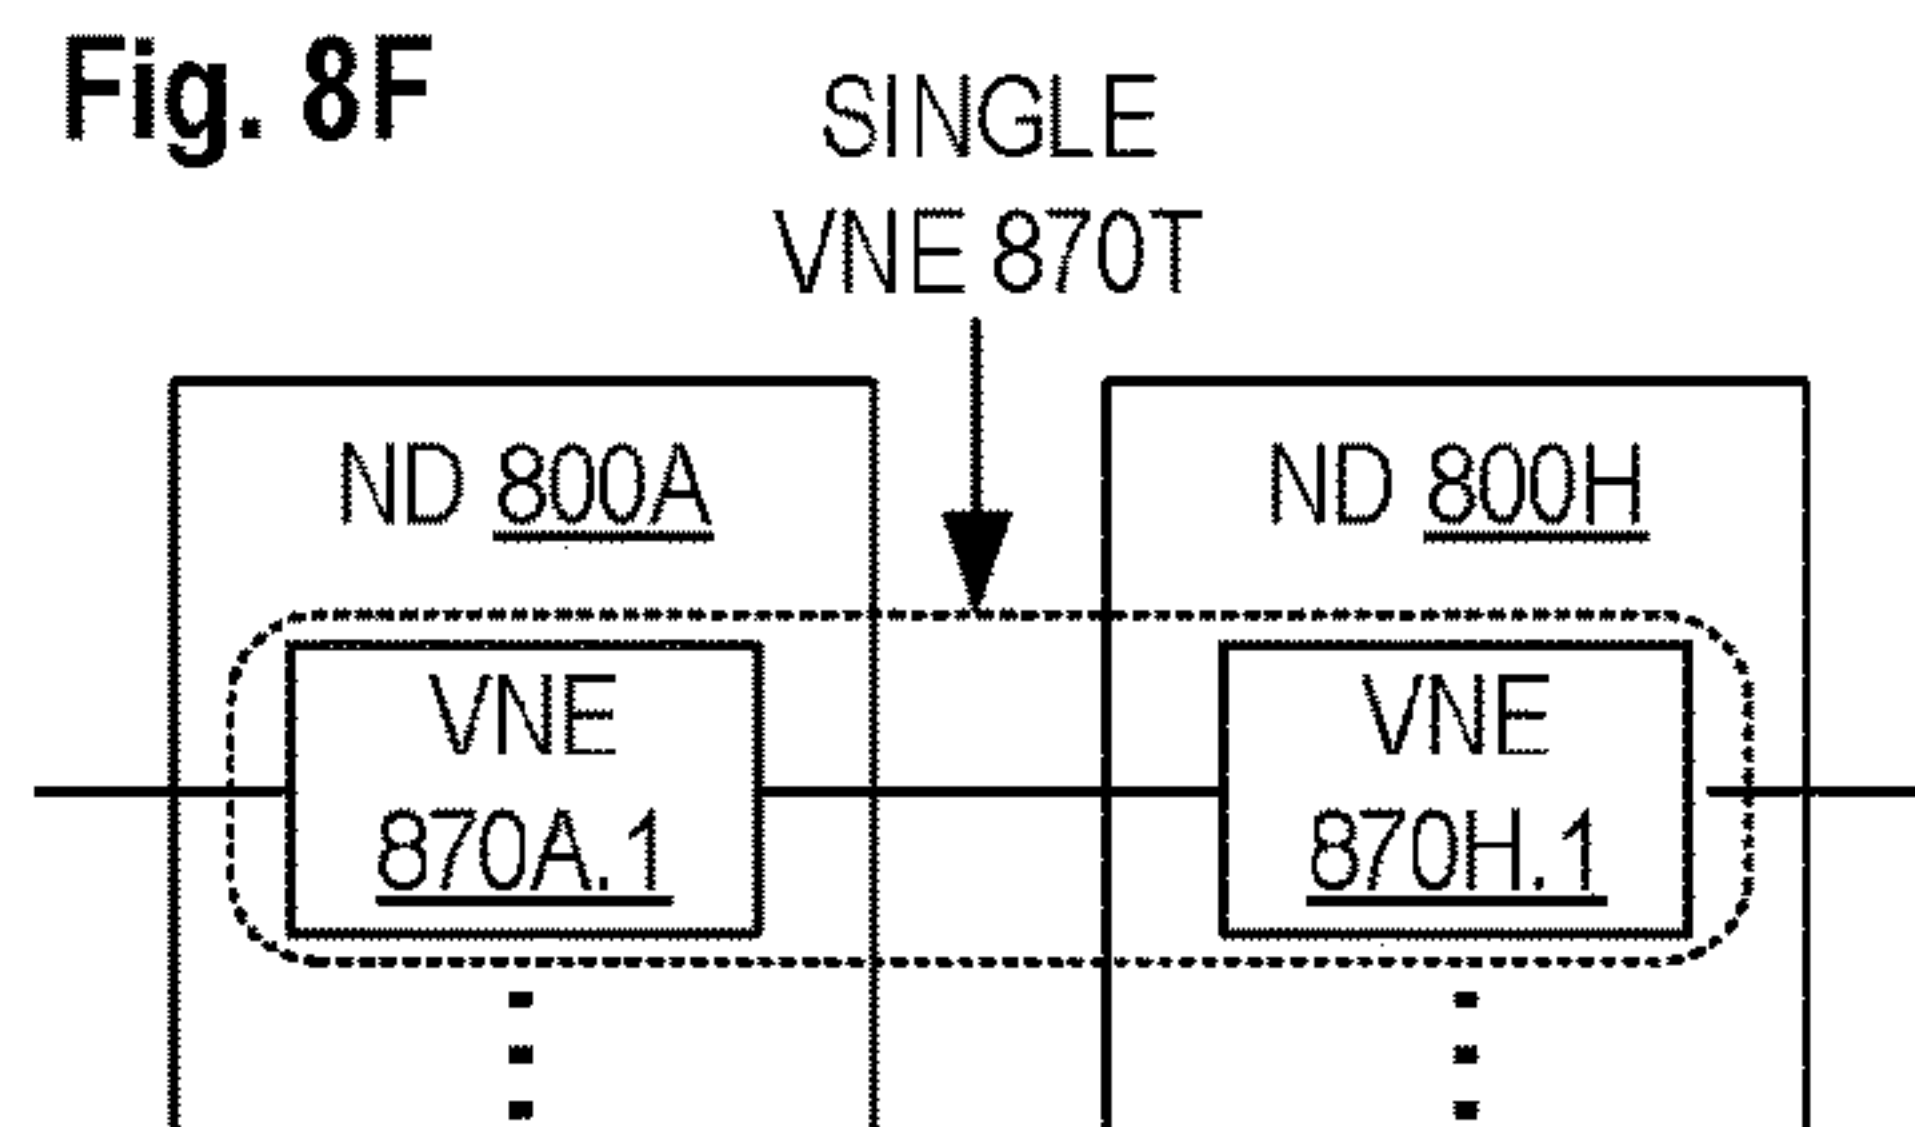 Fig. 8F
SINGLE
VNE 870T
ND 800A
ND 800H
VNE
870A.1
VNE
870H.1